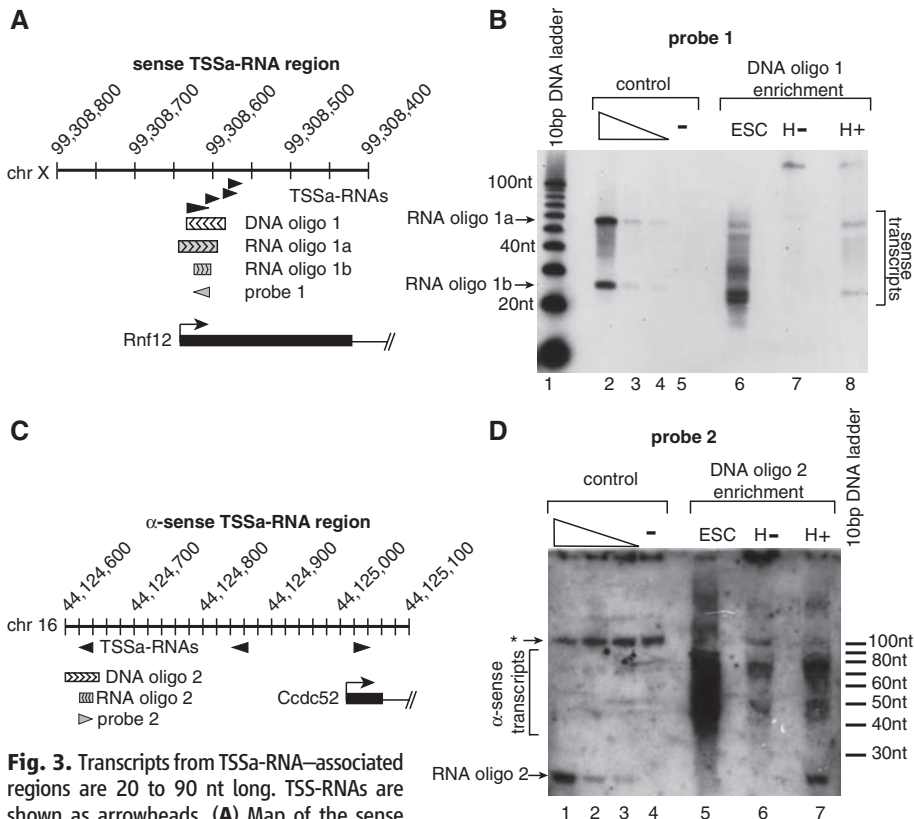 A
sense TSSa-RNA region
99,308,800
99,308,700
99,308,600
99,308,500
99,308,400
chr X
TSSa-RNAs
DNA oligo 1
RNA oligo 1a
RNA oligo 1b
probe 1
Rnf12
B
10bp DNA ladder
probe 1
control
DNA oligo 1
enrichment
-
ESC
H-
H+
100nt
RNA oligo 1a
40nt
RNA oligo 1b
20nt
sense
transcripts
1 2 3 4 5 6 7 8
C
α-sense TSSa-RNA region
44,124,600
44,124,700
44,124,800
44,124,900
44,125,000
44,125,100
chr 16
TSSa-RNAs
DNA oligo 2
RNA oligo 2
probe 2
Ccdc52
Fig. 3. Transcripts from TSSa-RNA–associated
regions are 20 to 90 nt long. TSS-RNAs are
shown as arrowheads. (A) Map of the sense
D
probe 2
control
DNA oligo 2
enrichment
10bp DNA ladder
-
ESC
H-
H+
*
α-sense
transcripts
RNA oligo 2
100nt
80nt
60nt
50nt
40nt
30nt
1 2 3 4 5 6 7